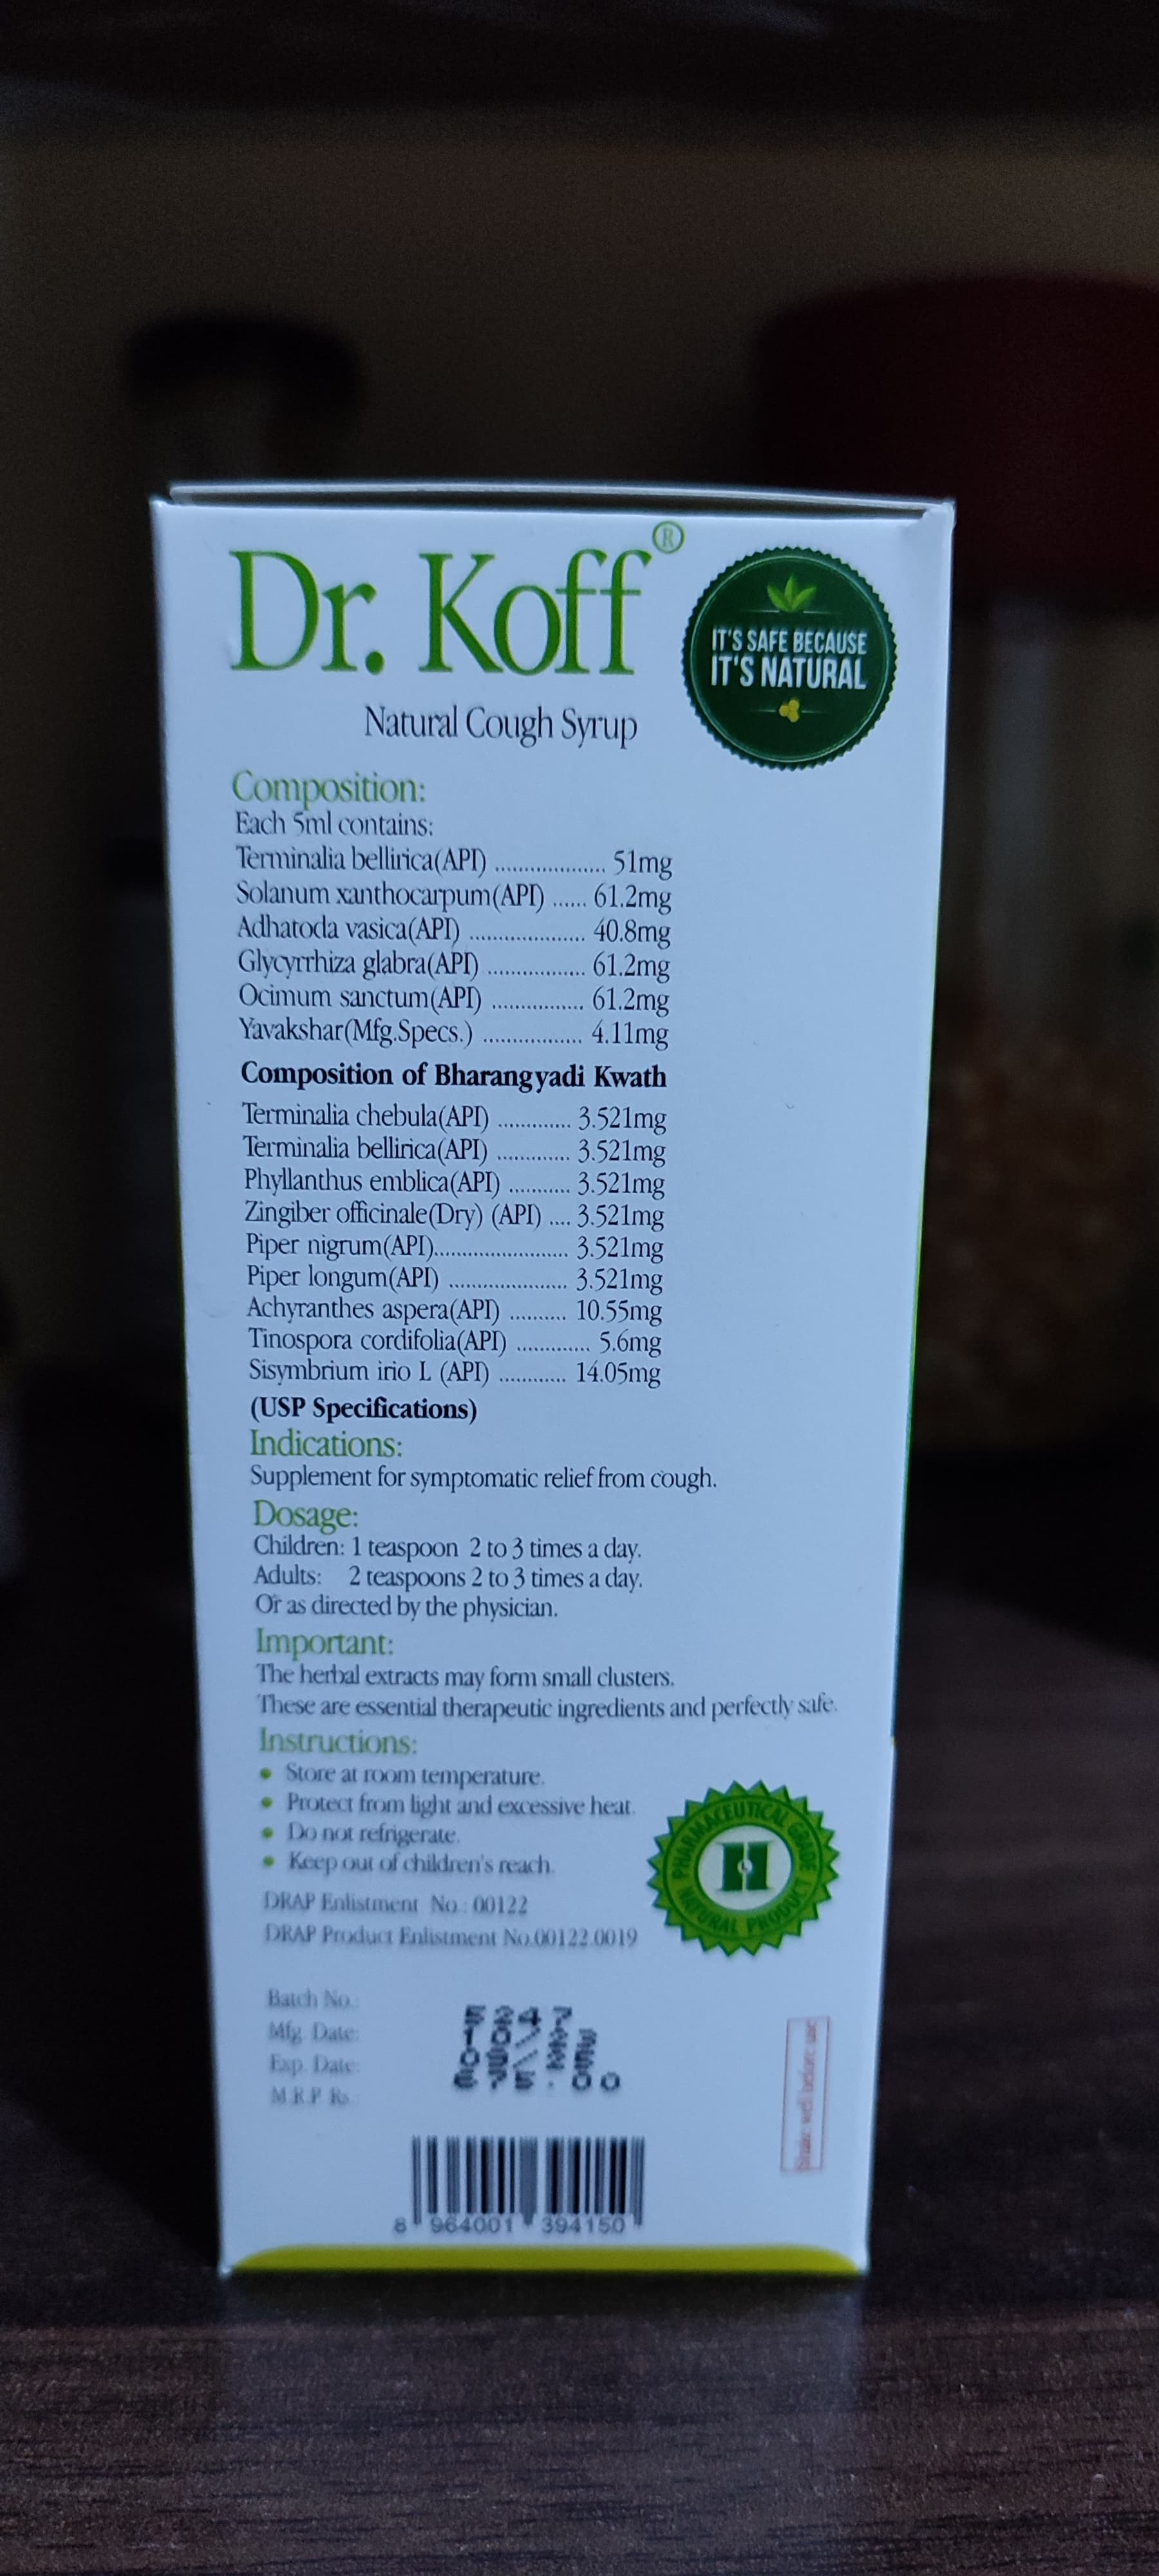 Dr. Koff®
IT'S SAFE BECAUSE
IT'S NATURAL
Natural Cough Syrup
Composition:
Each 5ml contains:
Terminalia bellirica(API) ................... 51mg
Solanum xanthocarpum(API) ...... 61.2mg
Adhatoda vasica(API) .................... 40.8mg
Glycyrrhiza glabra(API) ................. 61.2mg
Ocimum sanctum(API) ................ 61.2mg
Yavakshar(Mfg.Specs.) ................. 4.11mg
Composition of Bharangyadi Kwath
Terminalia chebula(API) ............. 3.521mg
Terminalia bellirica(API) ............. 3.521mg
Phyllanthus emblica(API) ........... 3.521mg
Zingiber officinale(Dry) (API) .... 3.521mg
Piper nigrum(API)........................ 3.521mg
Piper longum(API) ..................... 3.521mg
Achyranthes aspera(API) .......... 10.55mg
Tinospora cordifolia(API) ............. 5.6mg
Sisymbrium irio L (API) ............ 14.05mg
(USP Specifications)
Indications:
Supplement for symptomatic relief from cough.
Dosage:
Children: 1 teaspoon 2 to 3 times a day.
Adults: 2 teaspoons 2 to 3 times a day.
Or as directed by the physician.
Important:
The herbal extracts may form small clusters.
These are essential therapeutic ingredients and perfectly safe.
Instructions:
• Store at room temperature.
• Protect from light and excessive heat.
• Do not refrigerate.
• Keep out of children's reach.
PHARMACEUTICAL GRADE
H
NATURAL PRODUCT
DRAP Enlistment No.: 00122
DRAP Product Enlistment No.00122.0019
Batch No.:
Mfg. Date:
Exp. Date:
M.R.P Rs.
Shake well before use
8 964001 394150